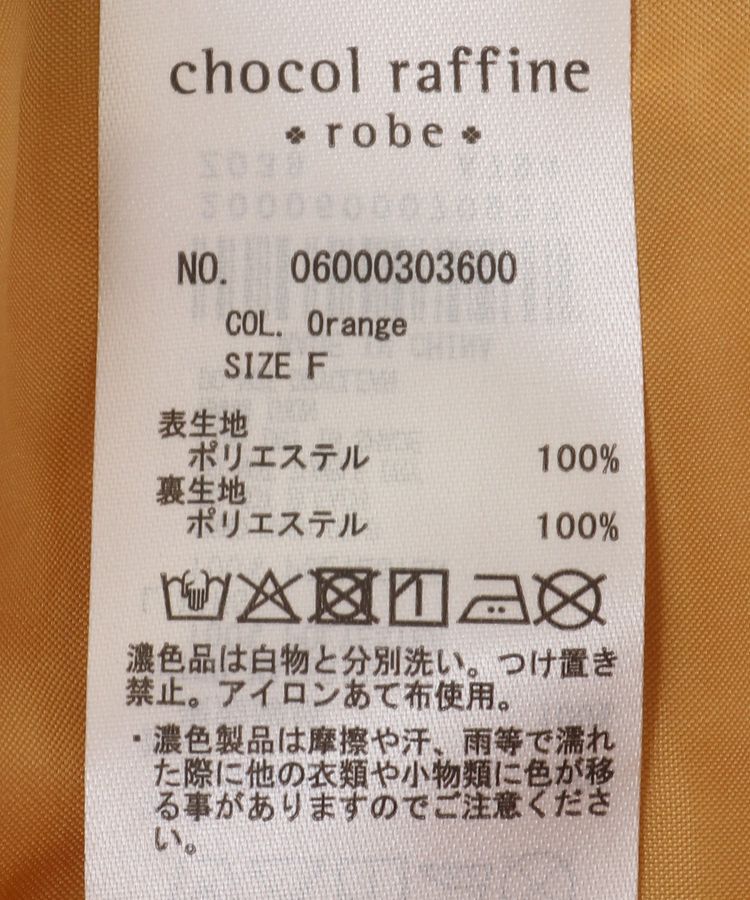 chocol raffine
robe
NO. 06000303600
COL. Orange
SIZE F
表生地
ポリエステル 100%
裏生地
ポリエステル 100%
濃色品は白物と分別洗い。つけ置き
禁止。アイロンあて布使用。
・濃色製品は摩擦や汗、雨等で濡れ
た際に他の衣類や小物類に色が移
る事がありますのでご注意くださ
い。